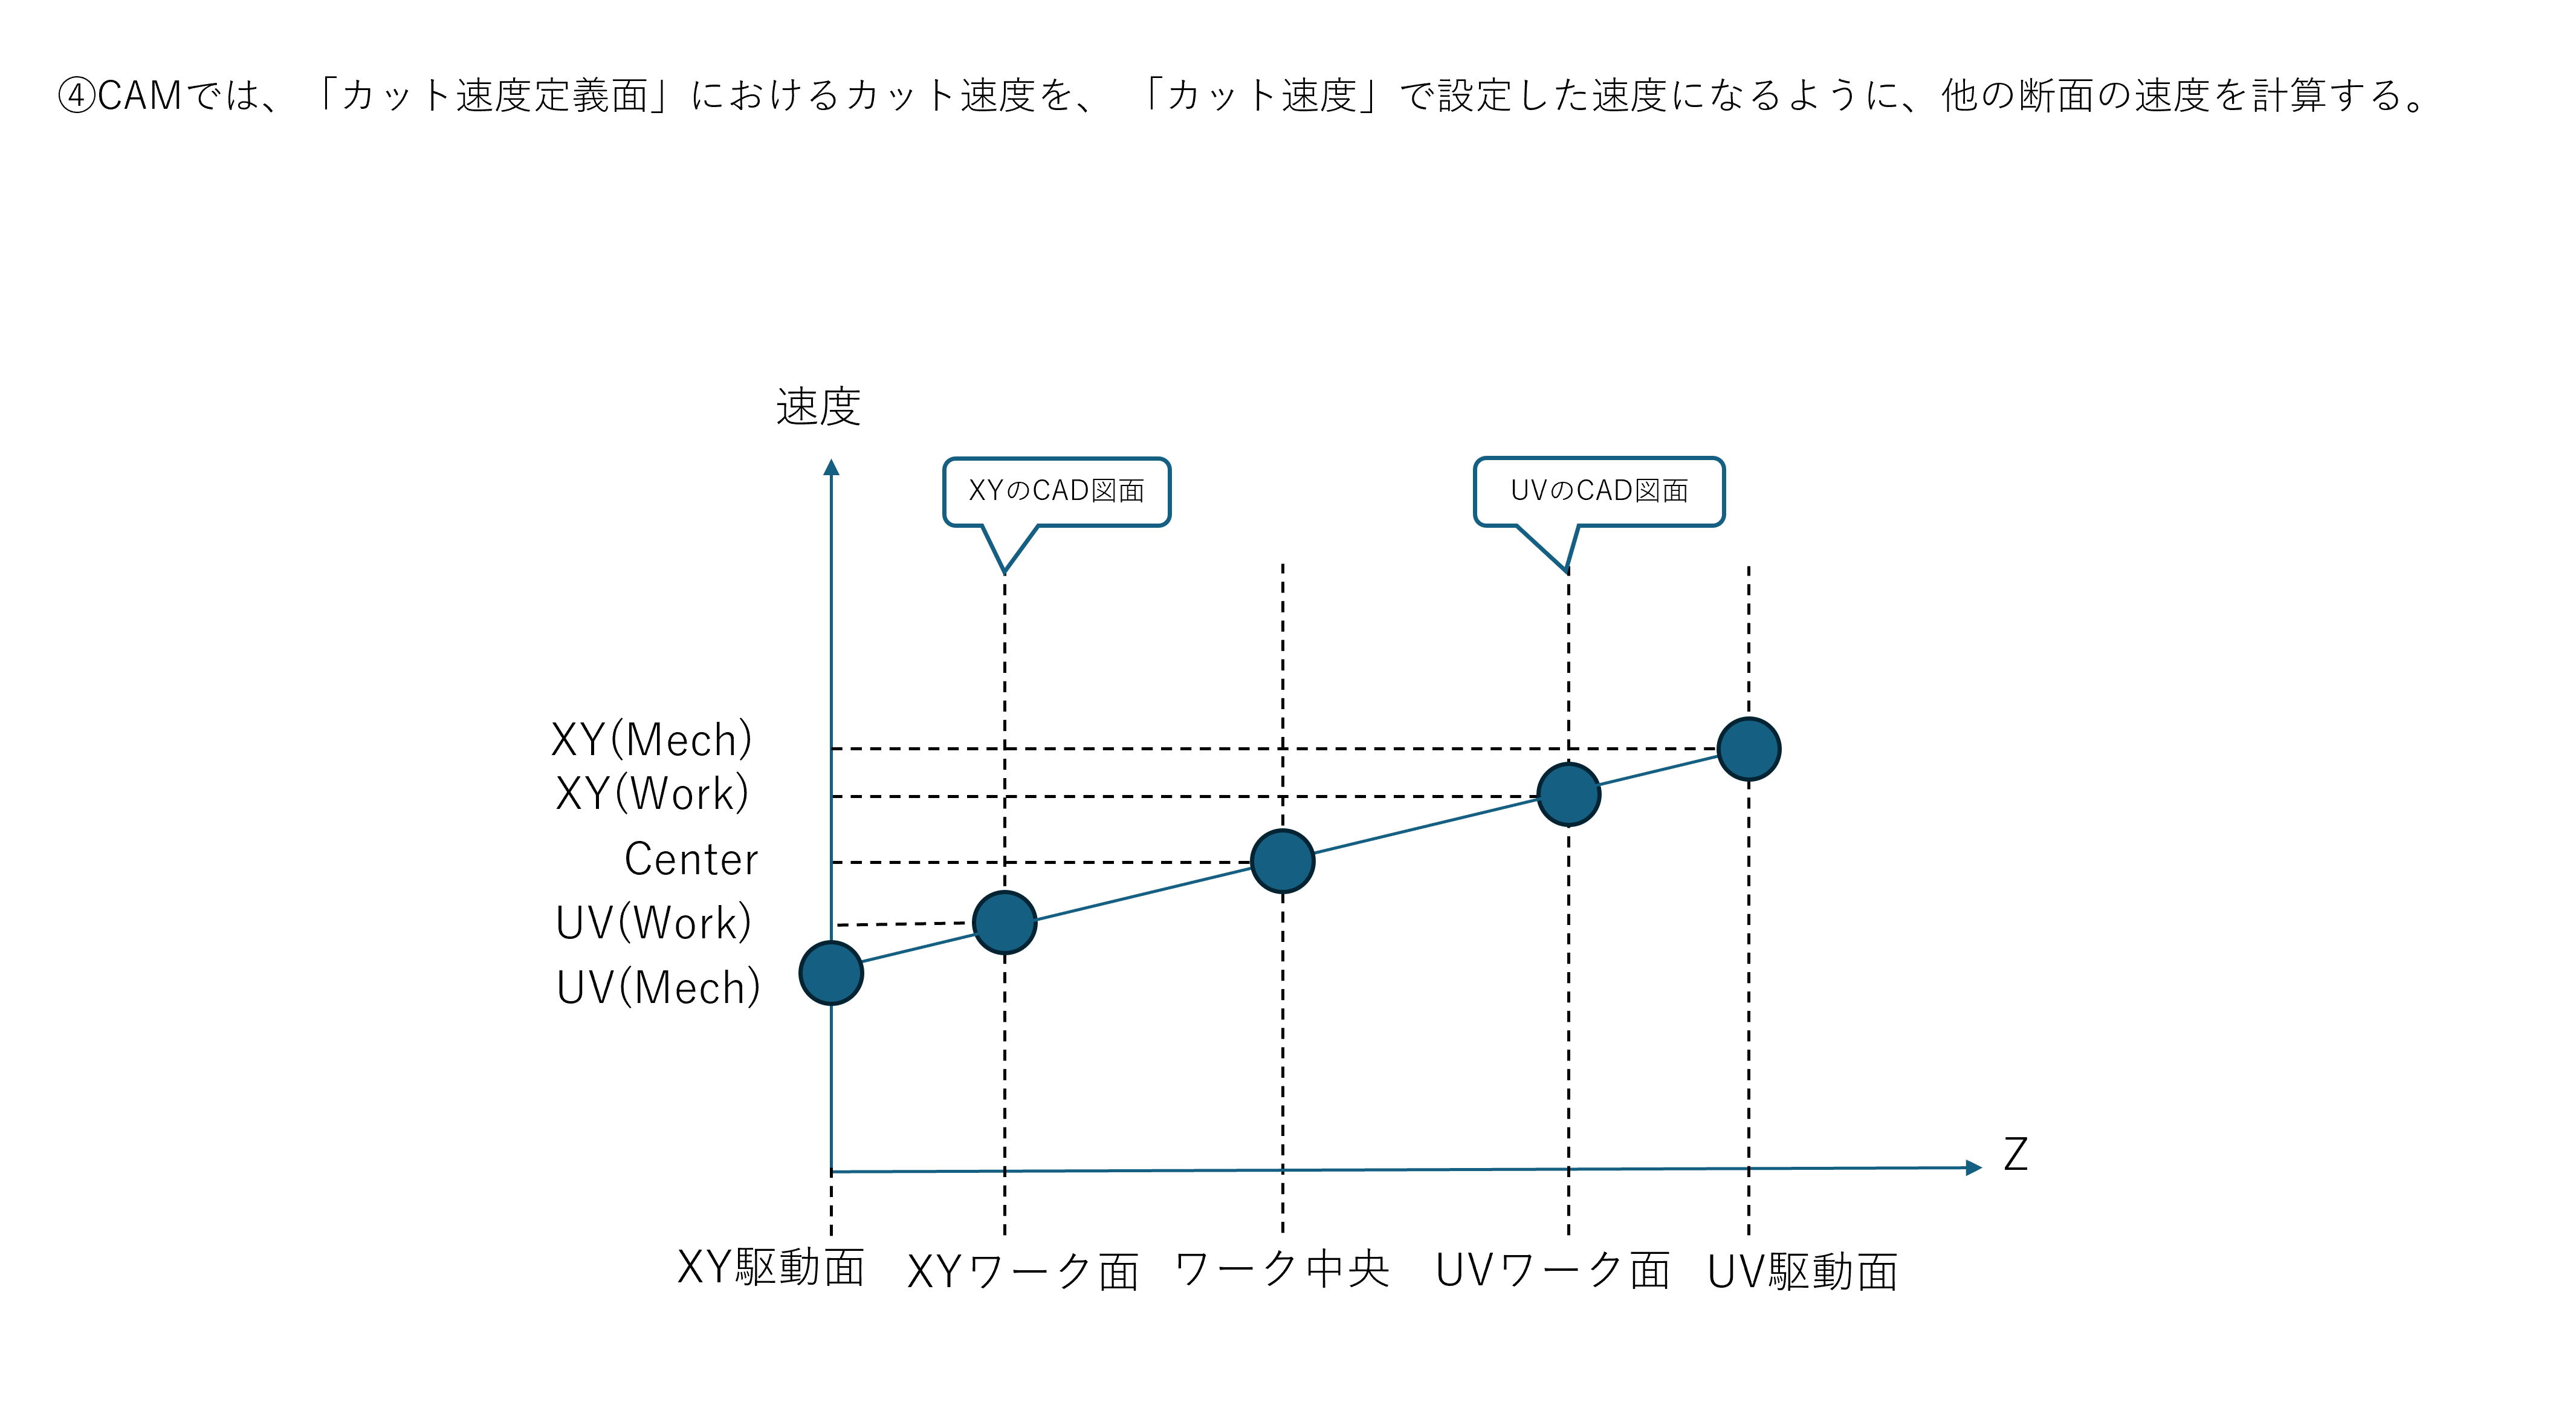 ④CAMでは、「カット速度定義面」におけるカット速度を、 「カット速度」で設定した速度になるように、他の断面の速度を計算する。
速度
XYのCAD図面
UVのCAD図面
XY(Mech)
XY(Work)
Center
UV(Work)
UV(Mech)
Z
XY駆動面
XYワーク面
ワーク中央
UVワーク面
UV駆動面